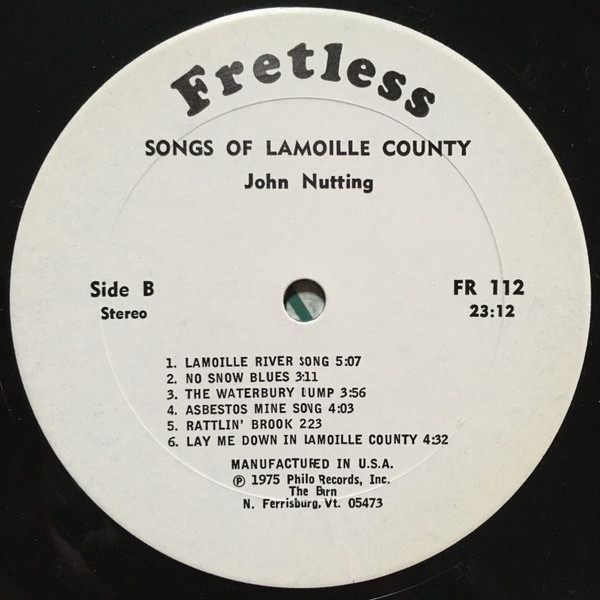 Fretless
SONGS OF LAMOILLE COUNTY
John Nutting
Side B
Stereo
FR 112
23:12
1. LAMOILLE RIVER SONG 5:07
2. NO SNOW BLUES 3:11
3. THE WATERBURY DUMP 3:56
4. ASBESTOS MINE SONG 4:03
5. RATTLIN' BROOK 2:23
6. LAY ME DOWN IN LAMOILLE COUNTY 4:32
MANUFACTURED IN U.S.A.
℗ 1975 Philo Records, Inc.
The Barn
N. Ferrisburg, Vt. 05473